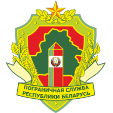 ПОГРАНИЧНАЯ СЛУЖБА
РЕСПУБЛИКИ БЕЛАРУСЬ